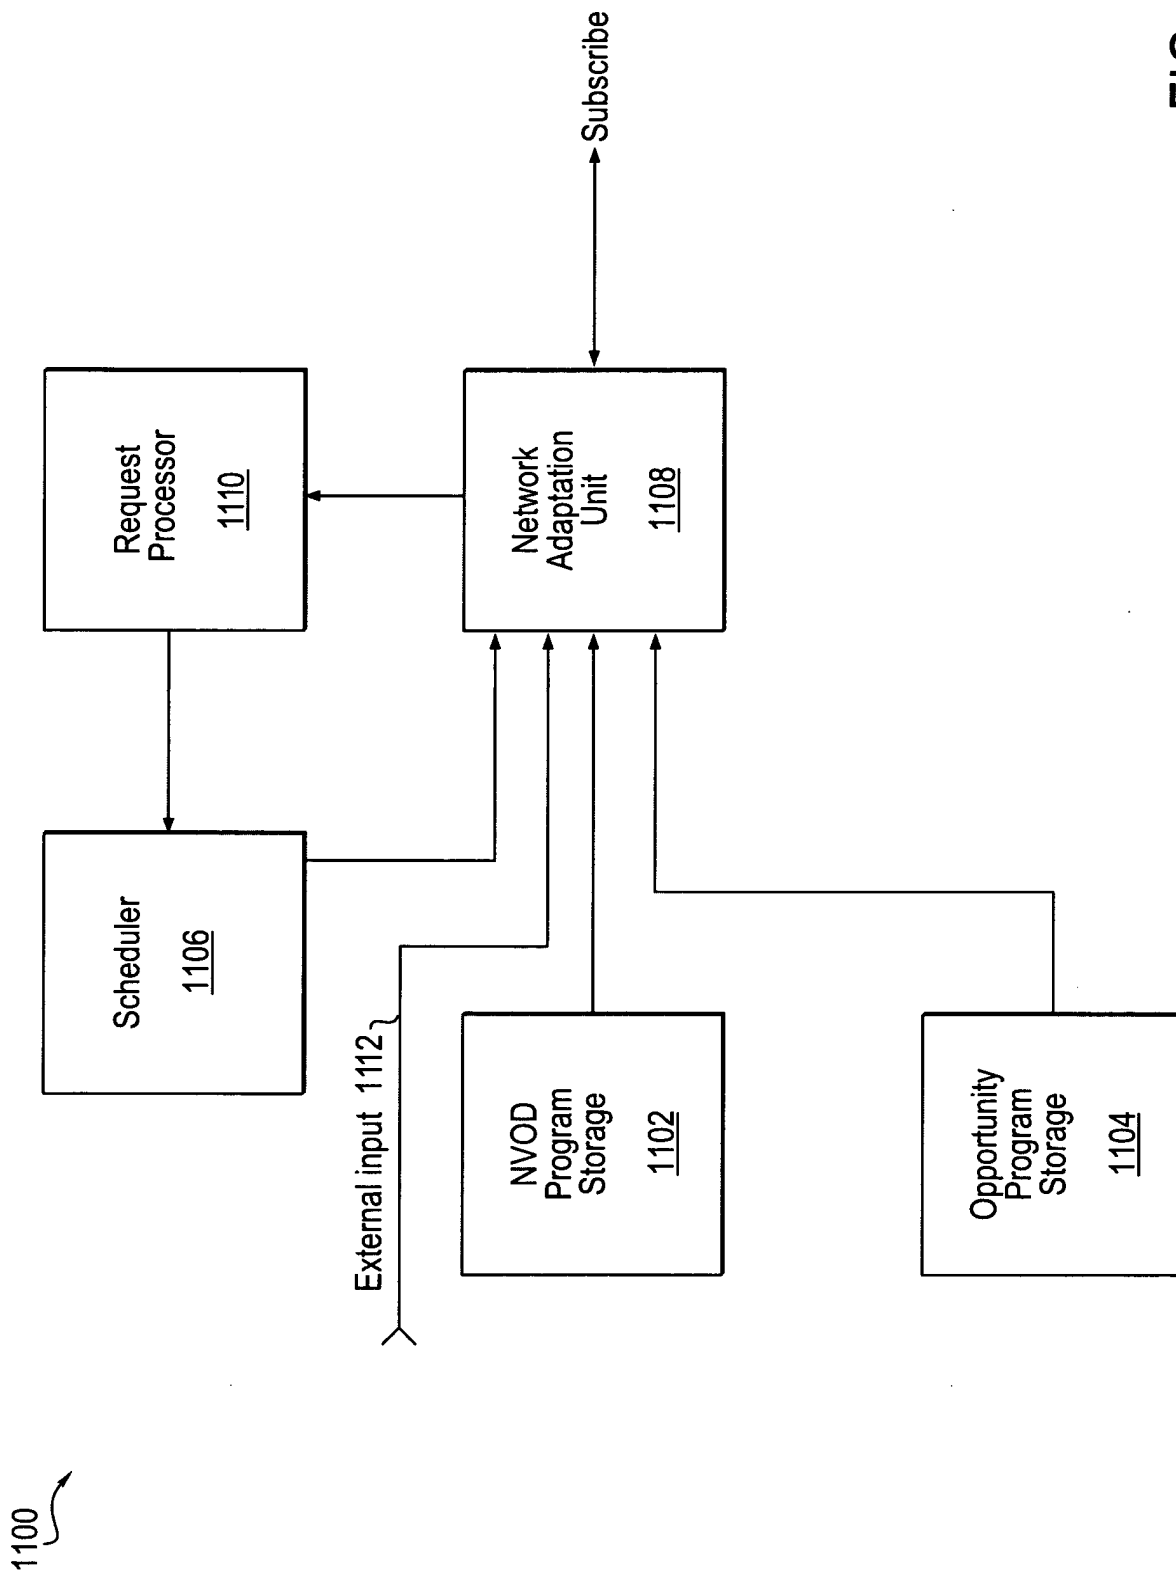 1100
Scheduler
1106
Request
Processor
1110
External input 1112
NVOD
Program
Storage
1102
Network
Adaptation
Unit
1108
Subscribe
Opportunity
Program
Storage
1104